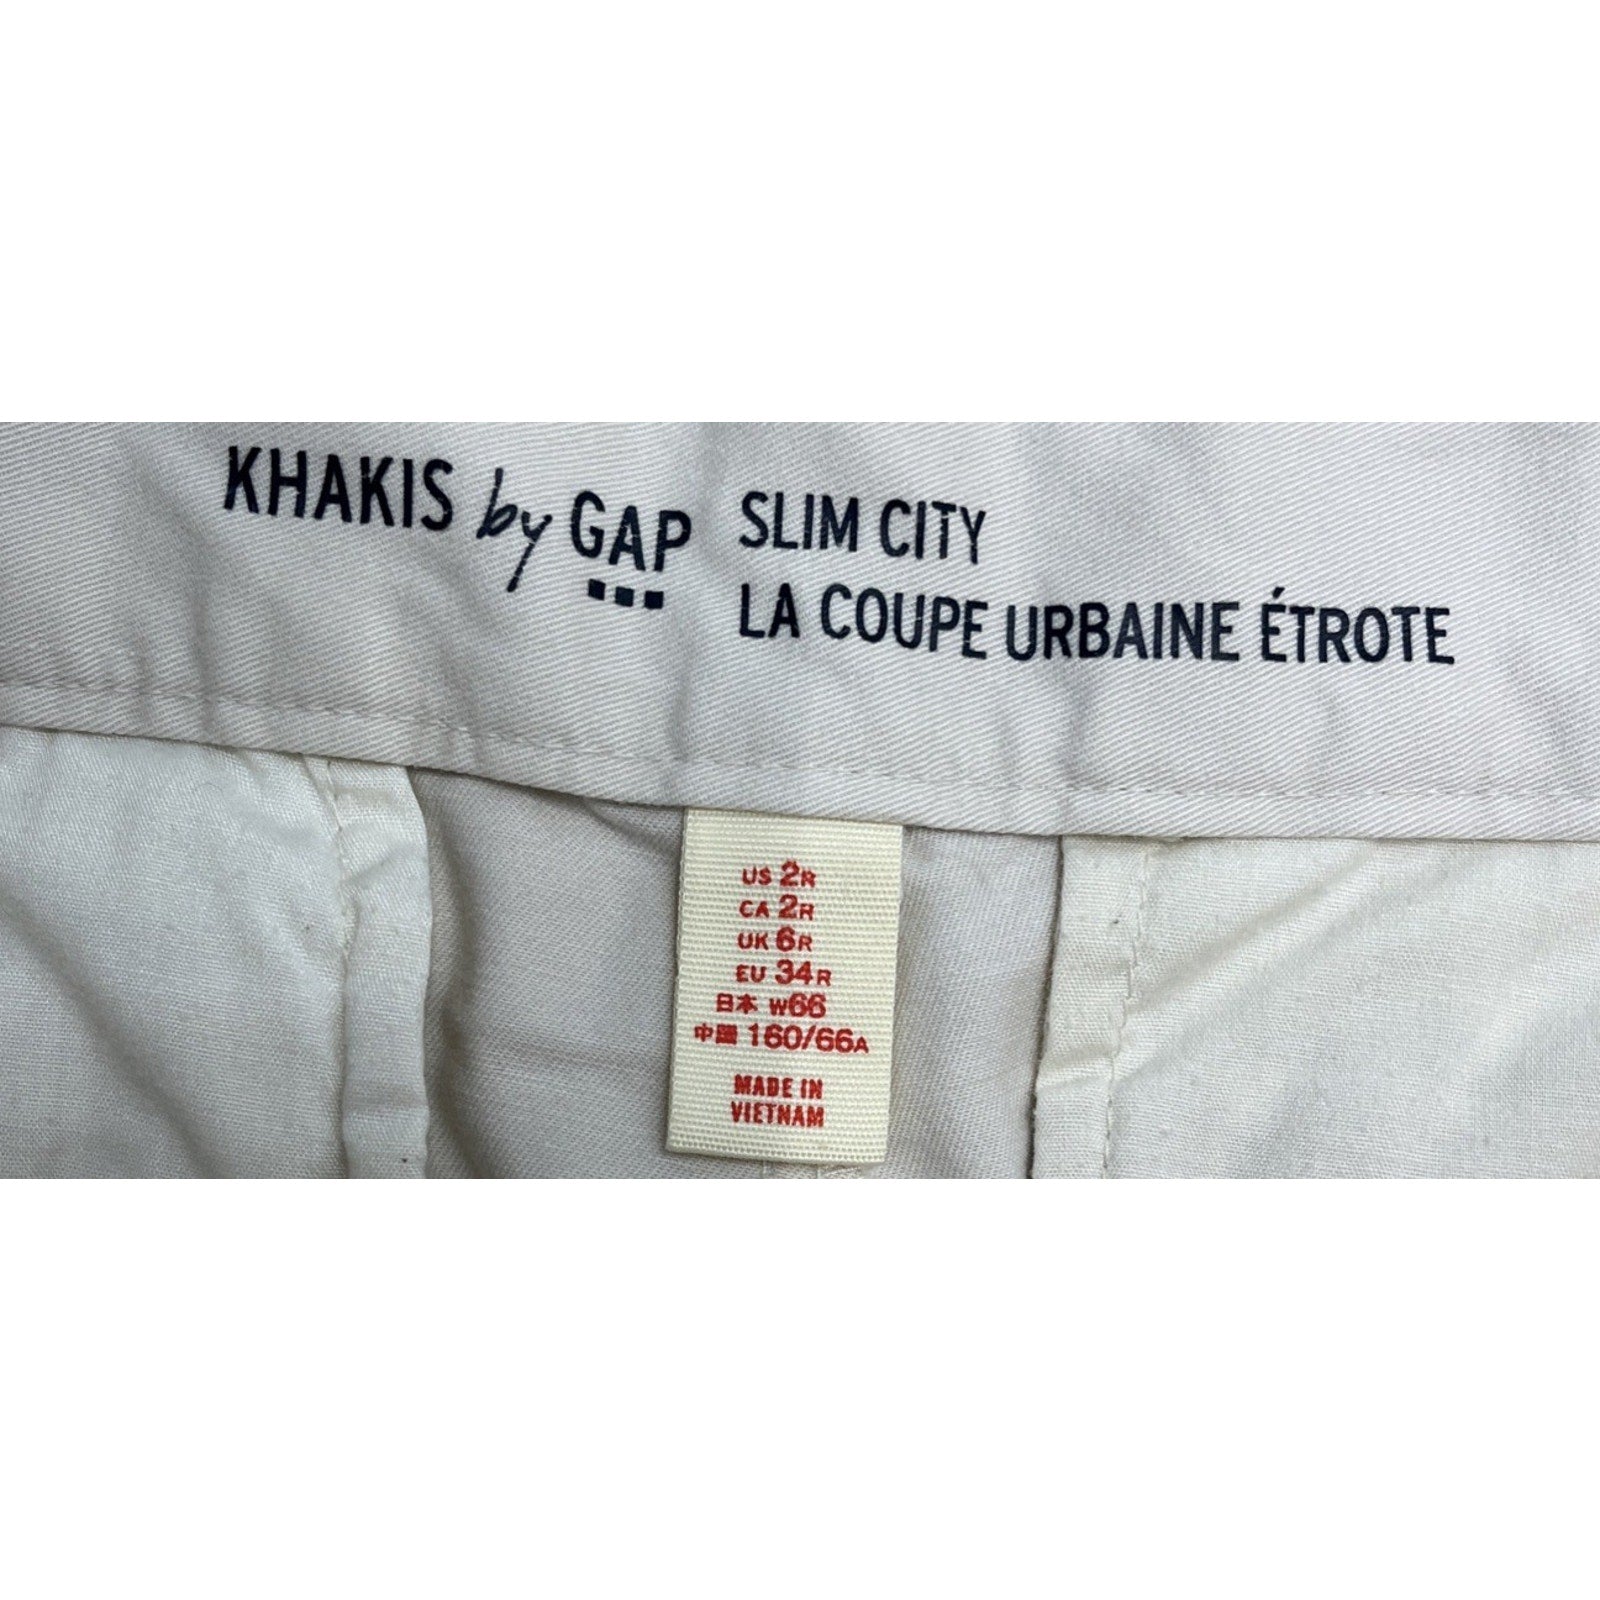 KHAKIS by GAP
SLIM CITY
LA COUPE URBAINE ÉTROTE
US 2R
CA 2R
UK 6R
EU 34R
日本 W66
中國 160/66A
MADE IN
VIETNAM